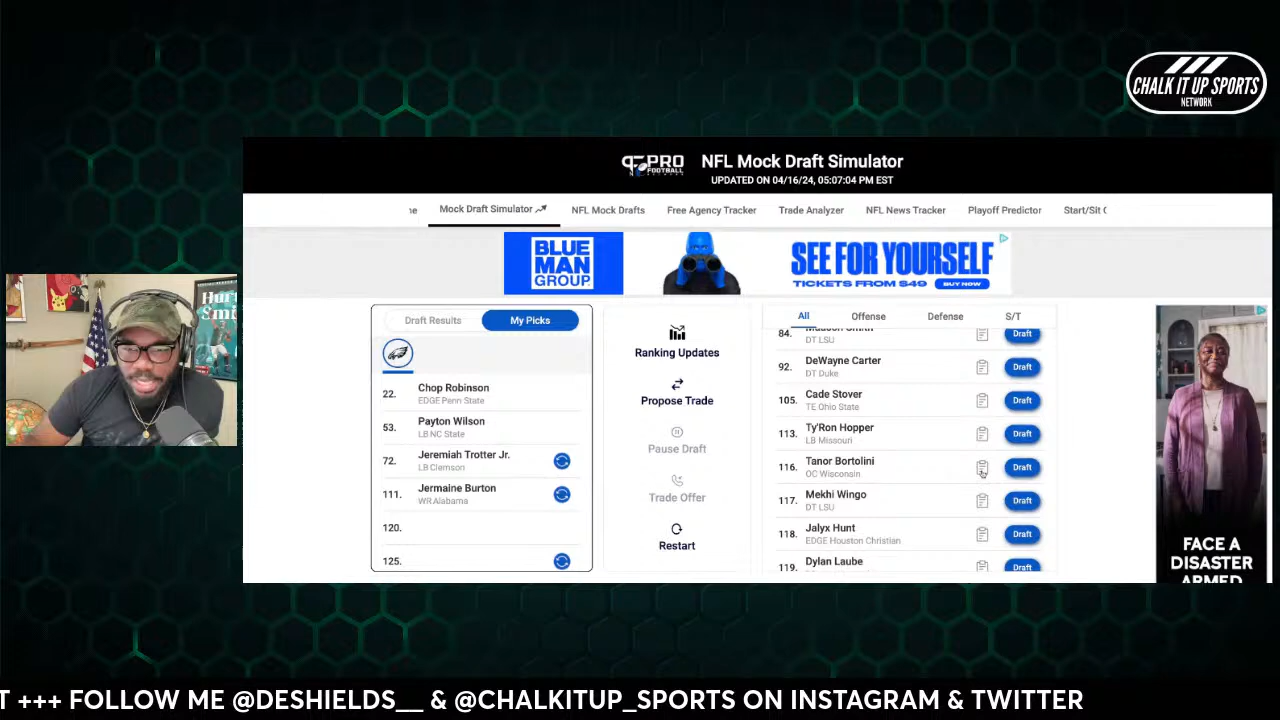 CHALK IT UP SPORTS
NETWORK
PRO
FOOTBALL
NFL Mock Draft Simulator
UPDATED ON 04/16/24, 05:07:04 PM EST
Mock Draft Simulator
NFL Mock Drafts
Free Agency Tracker
Trade Analyzer
NFL News Tracker
Playoff Predictor
Start/Sit
BLUE
MAN
GROUP
SEE FOR YOURSELF
TICKETS FROM $49
BUY NOW
Draft Results
My Picks
22. Chop Robinson
EDGE Penn State
53. Payton Wilson
LB NC State
72. Jeremiah Trotter Jr.
LB Clemson
111. Jermaine Burton
WR Alabama
120.
125.
Ranking Updates
Propose Trade
Pause Draft
Trade Offer
Restart
All
Offense
Defense
S/T
84.
DT LSU
Draft
92. DeWayne Carter
DT Duke
Draft
105. Cade Stover
TE Ohio State
Draft
113. Ty'Ron Hopper
LB Missouri
Draft
116. Tanor Bortolini
OC Wisconsin
Draft
117. Mekhi Wingo
DT LSU
Draft
118. Jalyx Hunt
EDGE Houston Christian
Draft
119. Dylan Laube
Draft
FACE A
DISASTER
ARMED
T +++ FOLLOW ME @DESHIELDS__ & @CHALKITUP_SPORTS ON INSTAGRAM & TWITTER